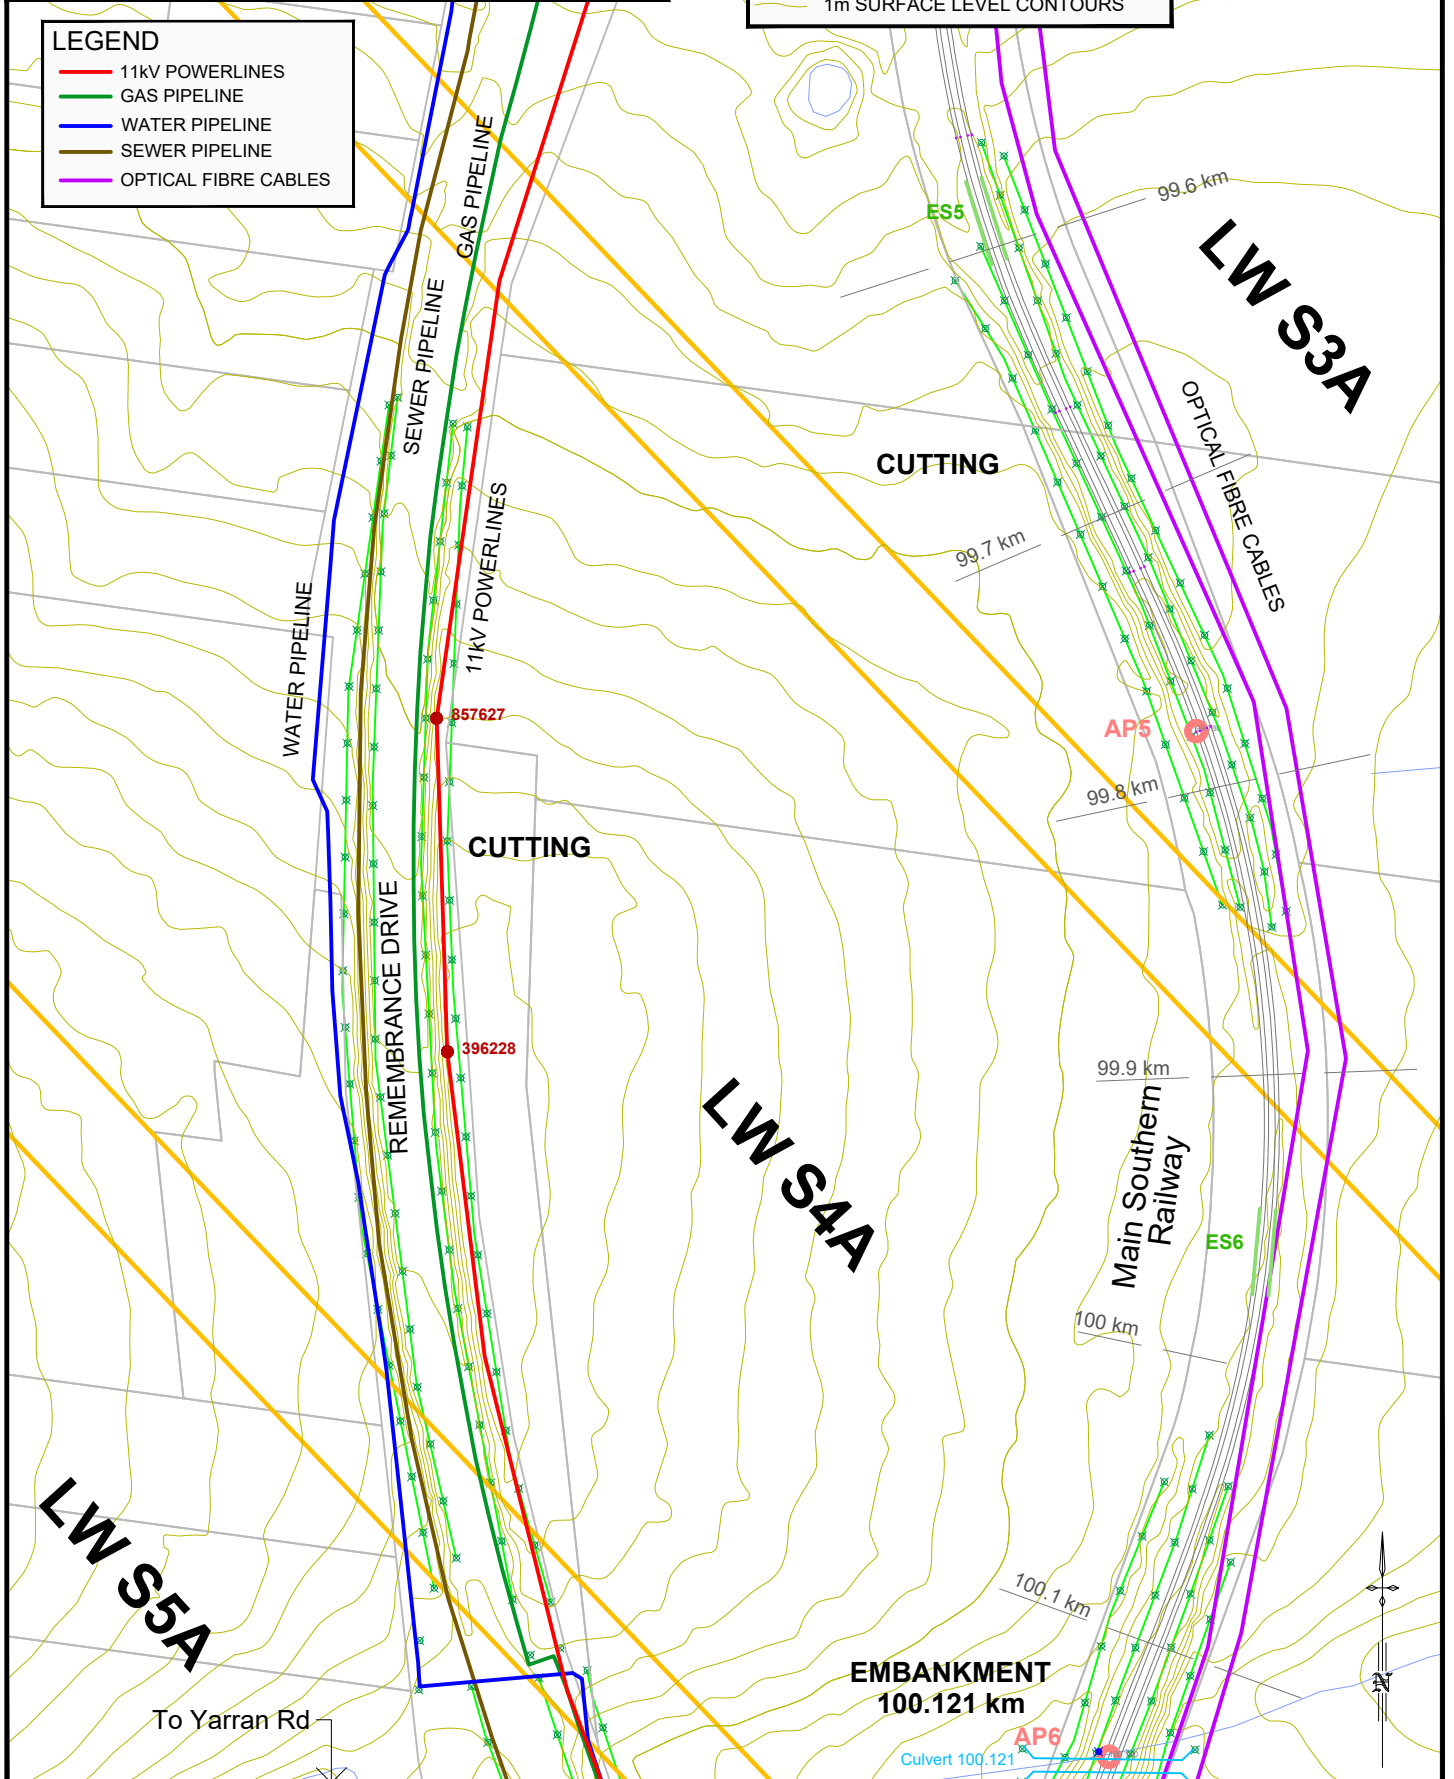 1m SURFACE LEVEL CONTOURS
LEGEND
11kV POWERLINES
GAS PIPELINE
WATER PIPELINE
SEWER PIPELINE
OPTICAL FIBRE CABLES
GAS PIPELINE
ES5
99.6 km
LW S3A
SEWER PIPELINE
OPTICAL FIBRE CABLES
CUTTING
11kV POWERLINES
99.7 km
WATER PIPELINE
857627
AP5
99.8 km
CUTTING
REMEMBRANCE DRIVE
396228
99.9 km
LW S4A
Main Southern
Railway
ES6
100 km
LW S5A
100.1 km
EMBANKMENT
100.121 km
N
To Yarran Rd
AP6
Culvert 100.121